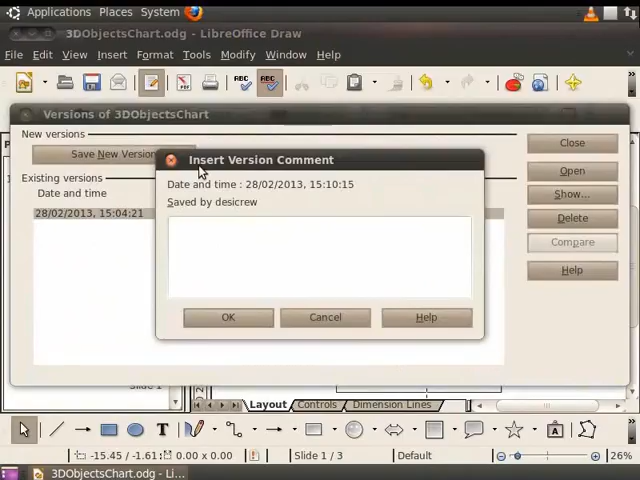 Applications Places System
3DObjectsChart.odg - LibreOffice Draw
File Edit View Insert Format Tools Modify Window Help
ABC ABC
Versions of 3DObjectsChart
New versions
Save New Version
Close
Insert Version Comment
Existing versions
Open
Date and time : 28/02/2013, 15:10:15
Date and time
Show...
Saved by desicrew
28/02/2013, 15:04:21
Delete
Compare
Help
OK Cancel Help
Slide 1
Layout Controls Dimension Lines
T
-15.45 / -1.61 0.00 x 0.00 Slide 1 / 3 Default 26%
3DObjectsChart.odg - Li...